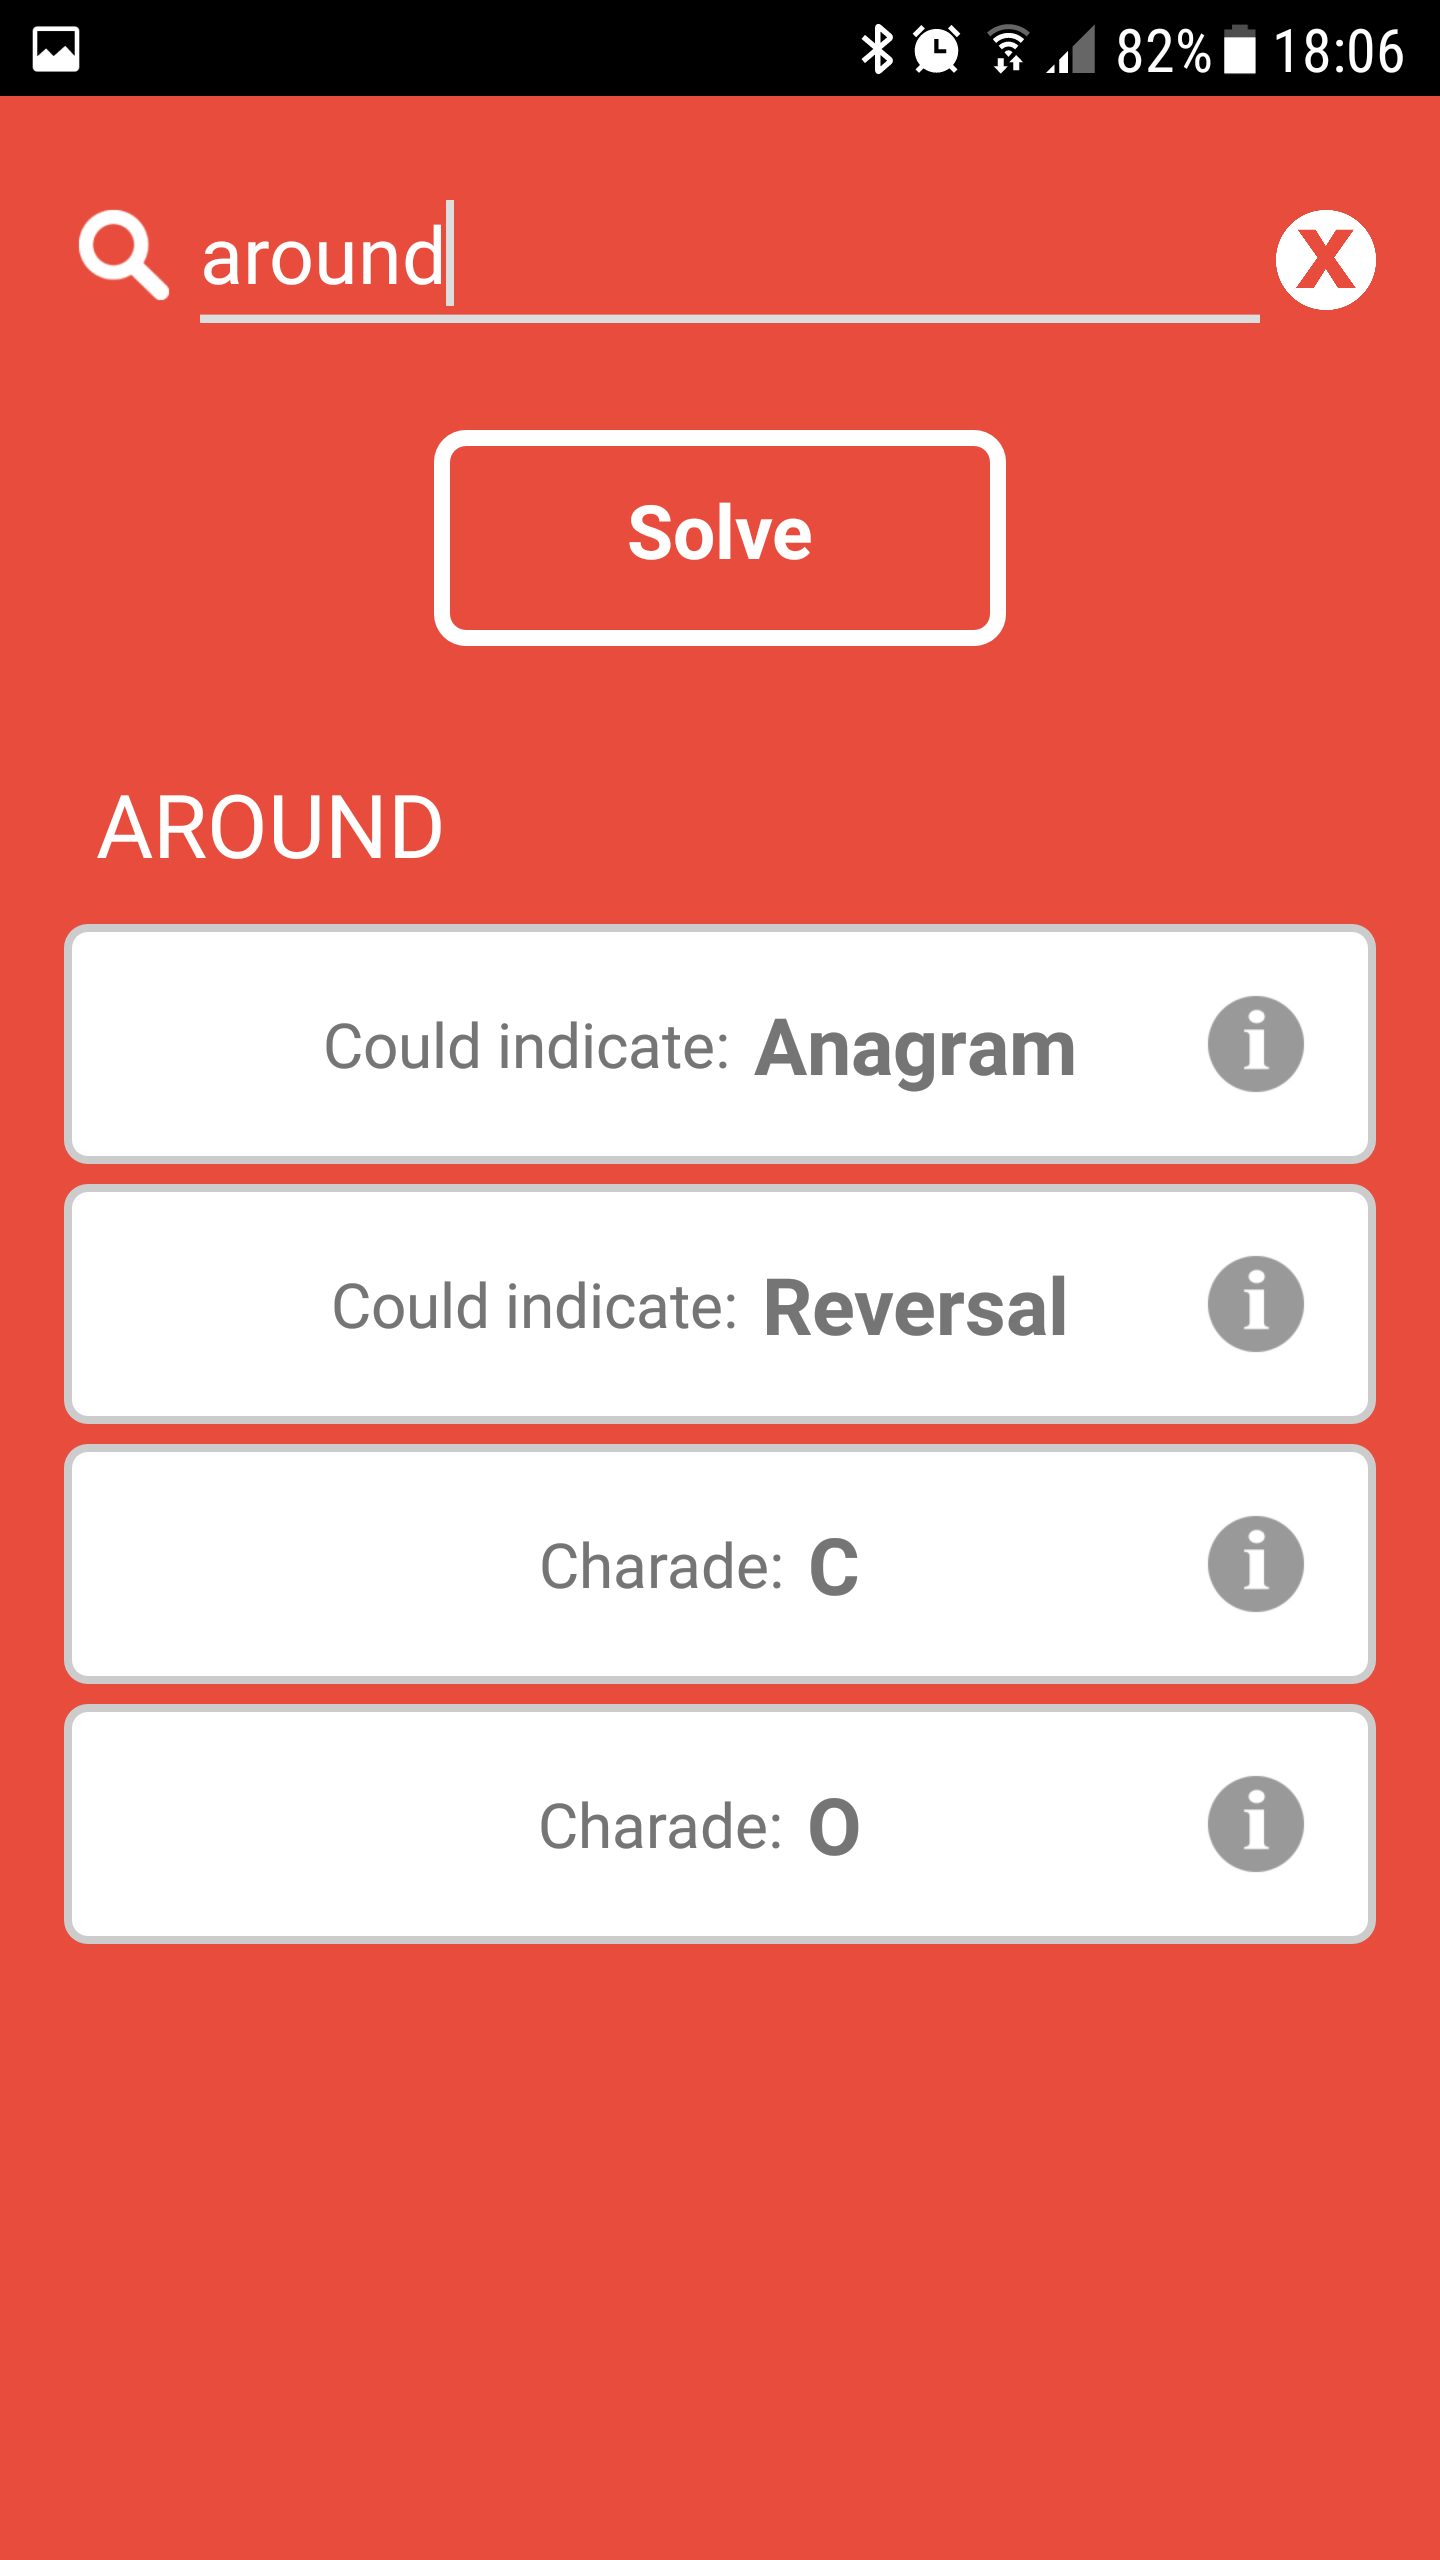 82% 18:06
around
Solve
AROUND
Could indicate: Anagram
Could indicate: Reversal
Charade: C
Charade: O